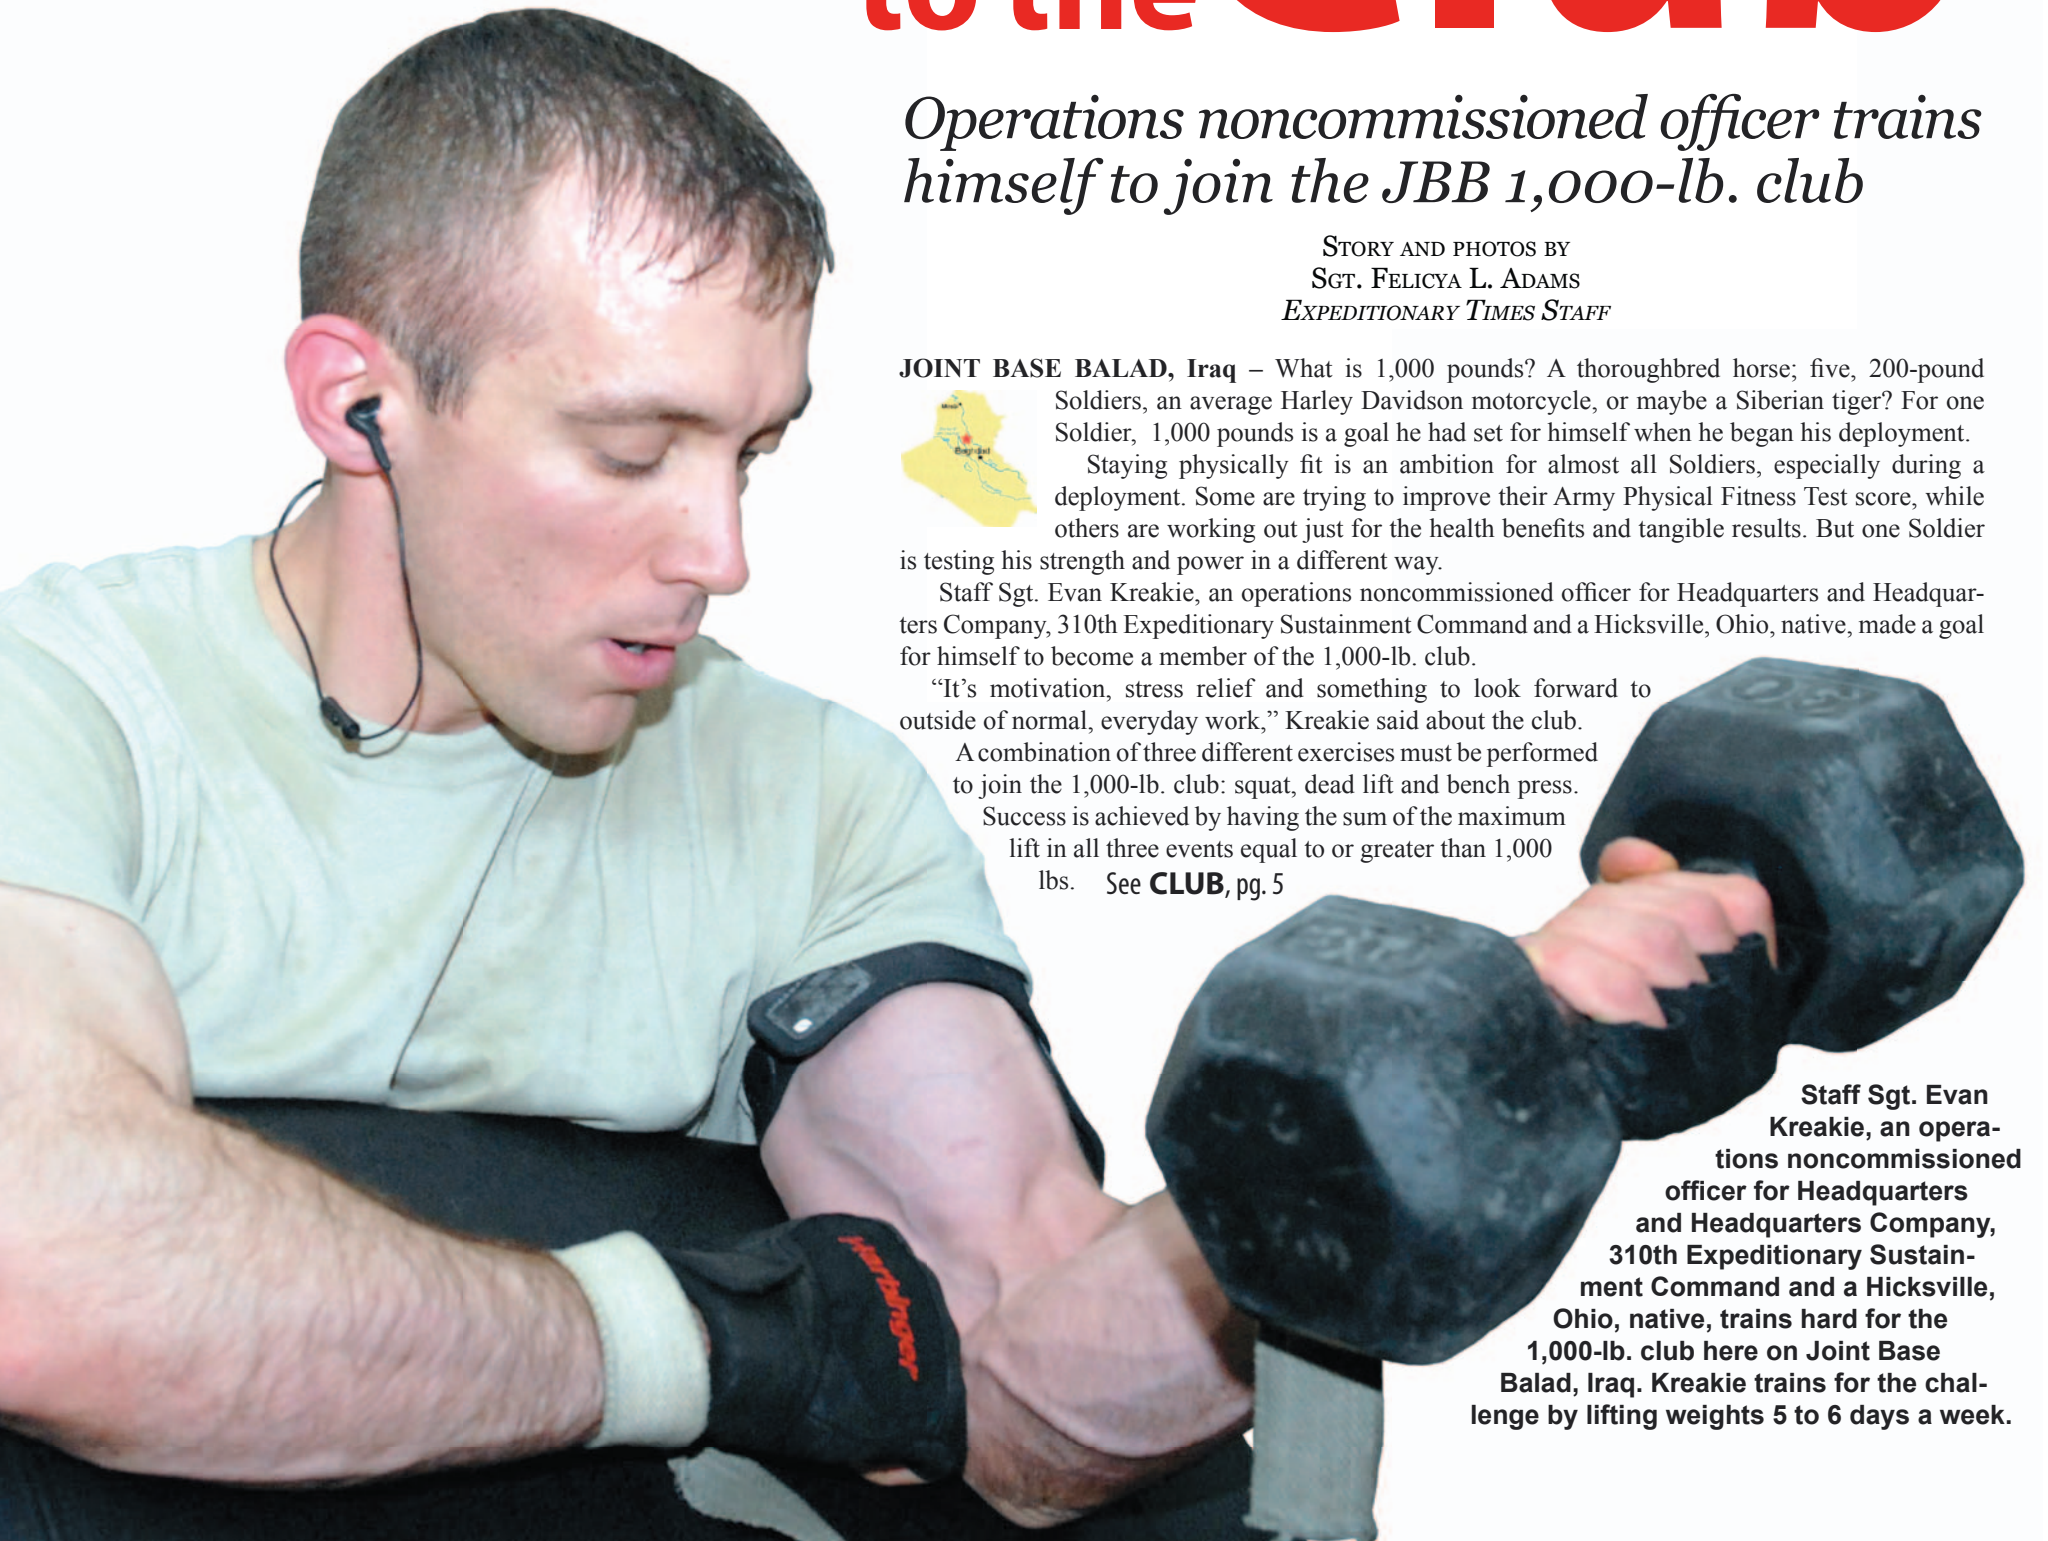 to the Club
Operations noncommissioned officer trains
himself to join the JBB 1,000-lb. club
Story and photos by
Sgt. Felicya L. Adams
Expeditionary Times Staff
JOINT BASE BALAD, Iraq – What is 1,000 pounds? A thoroughbred horse; five, 200-pound
Soldiers, an average Harley Davidson motorcycle, or maybe a Siberian tiger? For one
Soldier, 1,000 pounds is a goal he had set for himself when he began his deployment.
Staying physically fit is an ambition for almost all Soldiers, especially during a
deployment. Some are trying to improve their Army Physical Fitness Test score, while
others are working out just for the health benefits and tangible results. But one Soldier
is testing his strength and power in a different way.
Baghdad
Staff Sgt. Evan Kreakie, an operations noncommissioned officer for Headquarters and Headquar-
ters Company, 310th Expeditionary Sustainment Command and a Hicksville, Ohio, native, made a goal
for himself to become a member of the 1,000-lb. club.
“It’s motivation, stress relief and something to look forward to
outside of normal, everyday work,” Kreakie said about the club.
A combination of three different exercises must be performed
to join the 1,000-lb. club: squat, dead lift and bench press.
Success is achieved by having the sum of the maximum
lift in all three events equal to or greater than 1,000
lbs. See CLUB, pg. 5
Harbinger
Staff Sgt. Evan
Kreakie, an opera-
tions noncommissioned
officer for Headquarters
and Headquarters Company,
310th Expeditionary Sustain-
ment Command and a Hicksville,
Ohio, native, trains hard for the
1,000-lb. club here on Joint Base
Balad, Iraq. Kreakie trains for the chal-
lenge by lifting weights 5 to 6 days a week.